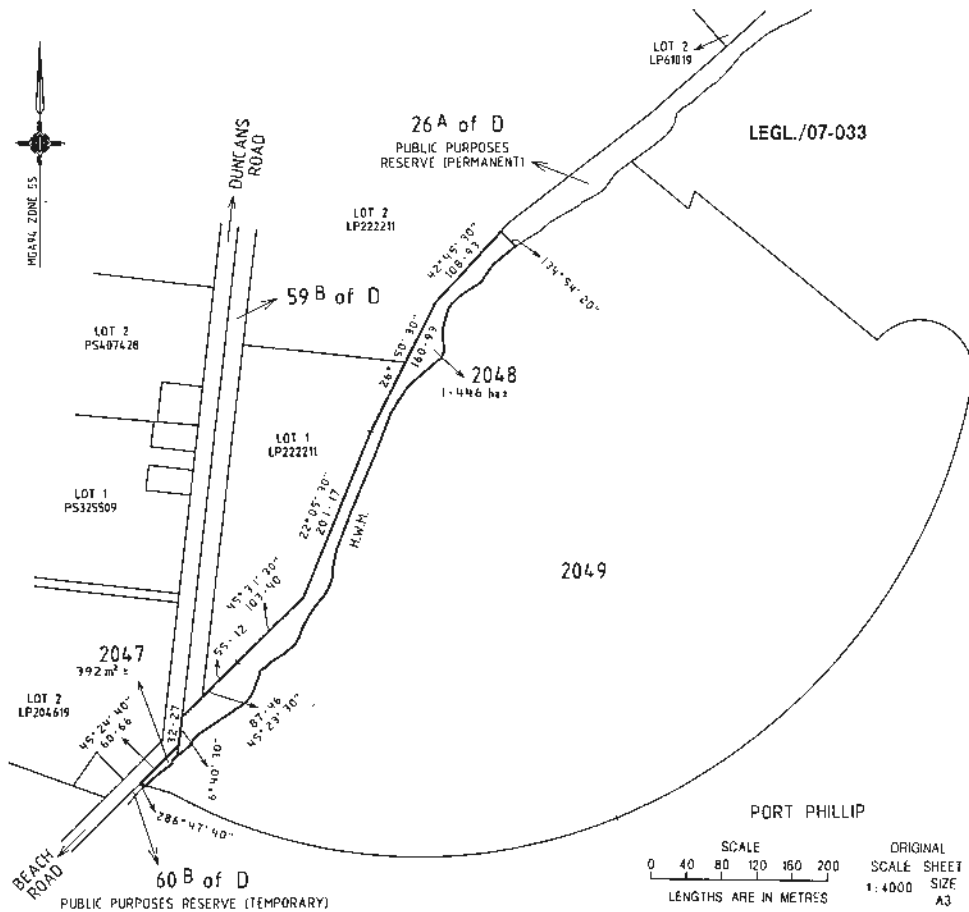 LOT 2
LP61019
26A of D
PUBLIC PURPOSES
RESERVE (PERMANENT)
LEGL./07-033
MGA94 ZONE 55
DUNCANS
ROAD
LOT 2
LP222211
42°45'30"
108·93
134°54'20"
59B of D
LOT 2
PS407428
26°50'30"
160·99
2048
1·446 ha±
LOT 1
LP222211
LOT 1
PS325509
22°05'30"
201·17
H.W.M.
2049
45°31'30"
103·40
55·12
2047
392m²±
LOT 2
LP204619
45°24'40"
60·66
32·27
87·46
45°23'30"
6°40'30"
286°47'40"
BEACH
ROAD
60B of D
PUBLIC PURPOSES RESERVE (TEMPORARY)
PORT PHILLIP
SCALE
0 40 80 120 160 200
LENGTHS ARE IN METRES
ORIGINAL
SCALE SHEET
SIZE
1:4000 A3